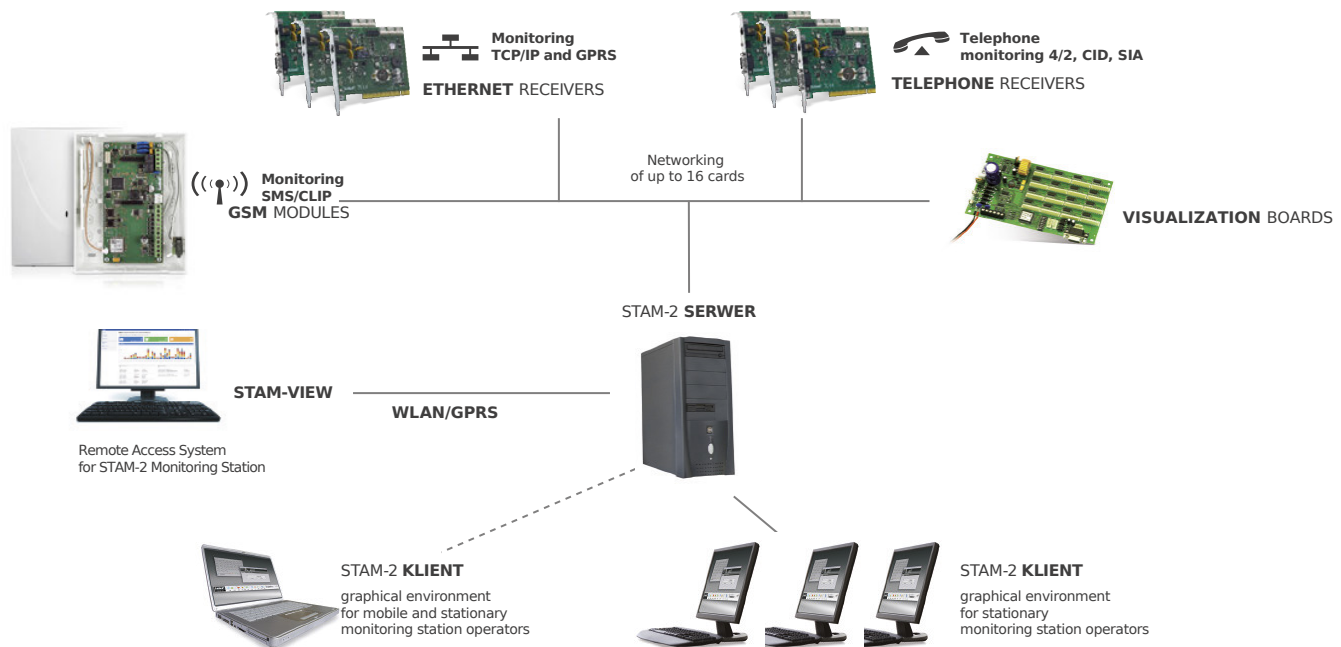 Monitoring
TCP/IP and GPRS
ETHERNET RECEIVERS
Telephone
monitoring 4/2, CID, SIA
TELEPHONE RECEIVERS
Networking
of up to 16 cards
Monitoring
SMS/CLIP
GSM MODULES
VISUALIZATION BOARDS
STAM-2 SERWER
STAM-VIEW
WLAN/GPRS
Remote Access System
for STAM-2 Monitoring Station
STAM-2 KLIENT
graphical environment
for mobile and stationary
monitoring station operators
STAM-2 KLIENT
graphical environment
for stationary
monitoring station operators